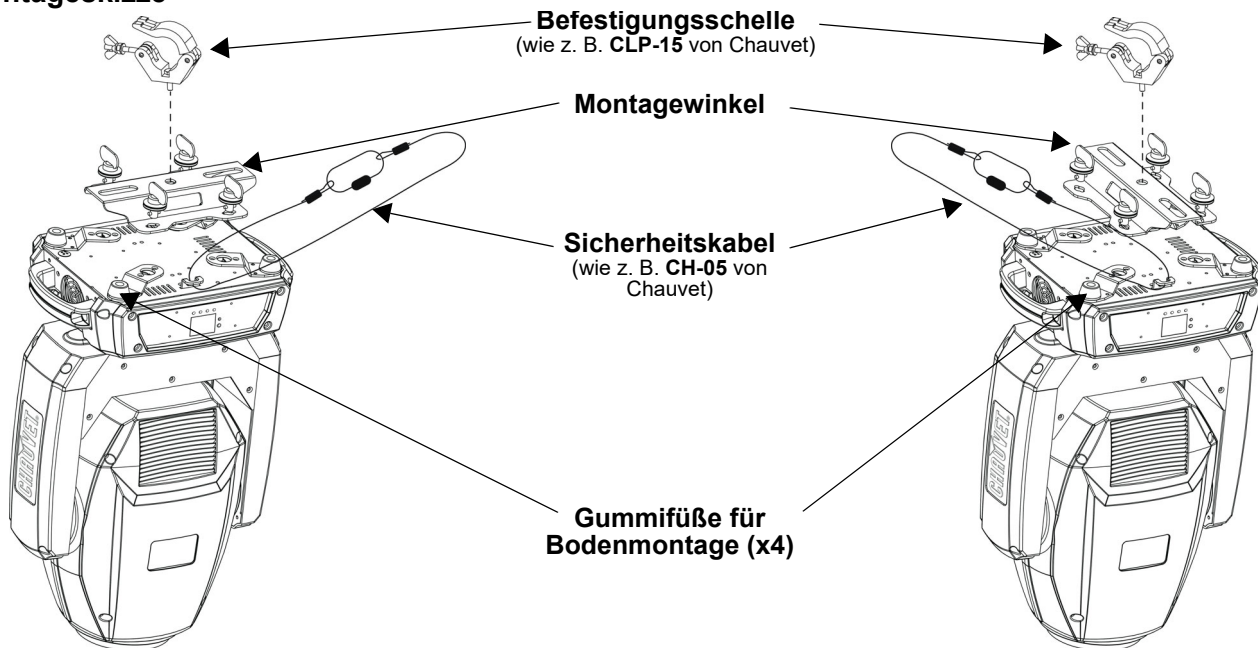 Befestigungsschelle
(wie z. B. CLP-15 von Chauvet)
Montagewinkel
Sicherheitskabel
(wie z. B. CH-05 von
Chauvet)
Gummifüße für
Bodenmontage (x4)
CHAUVET
CHAUVET